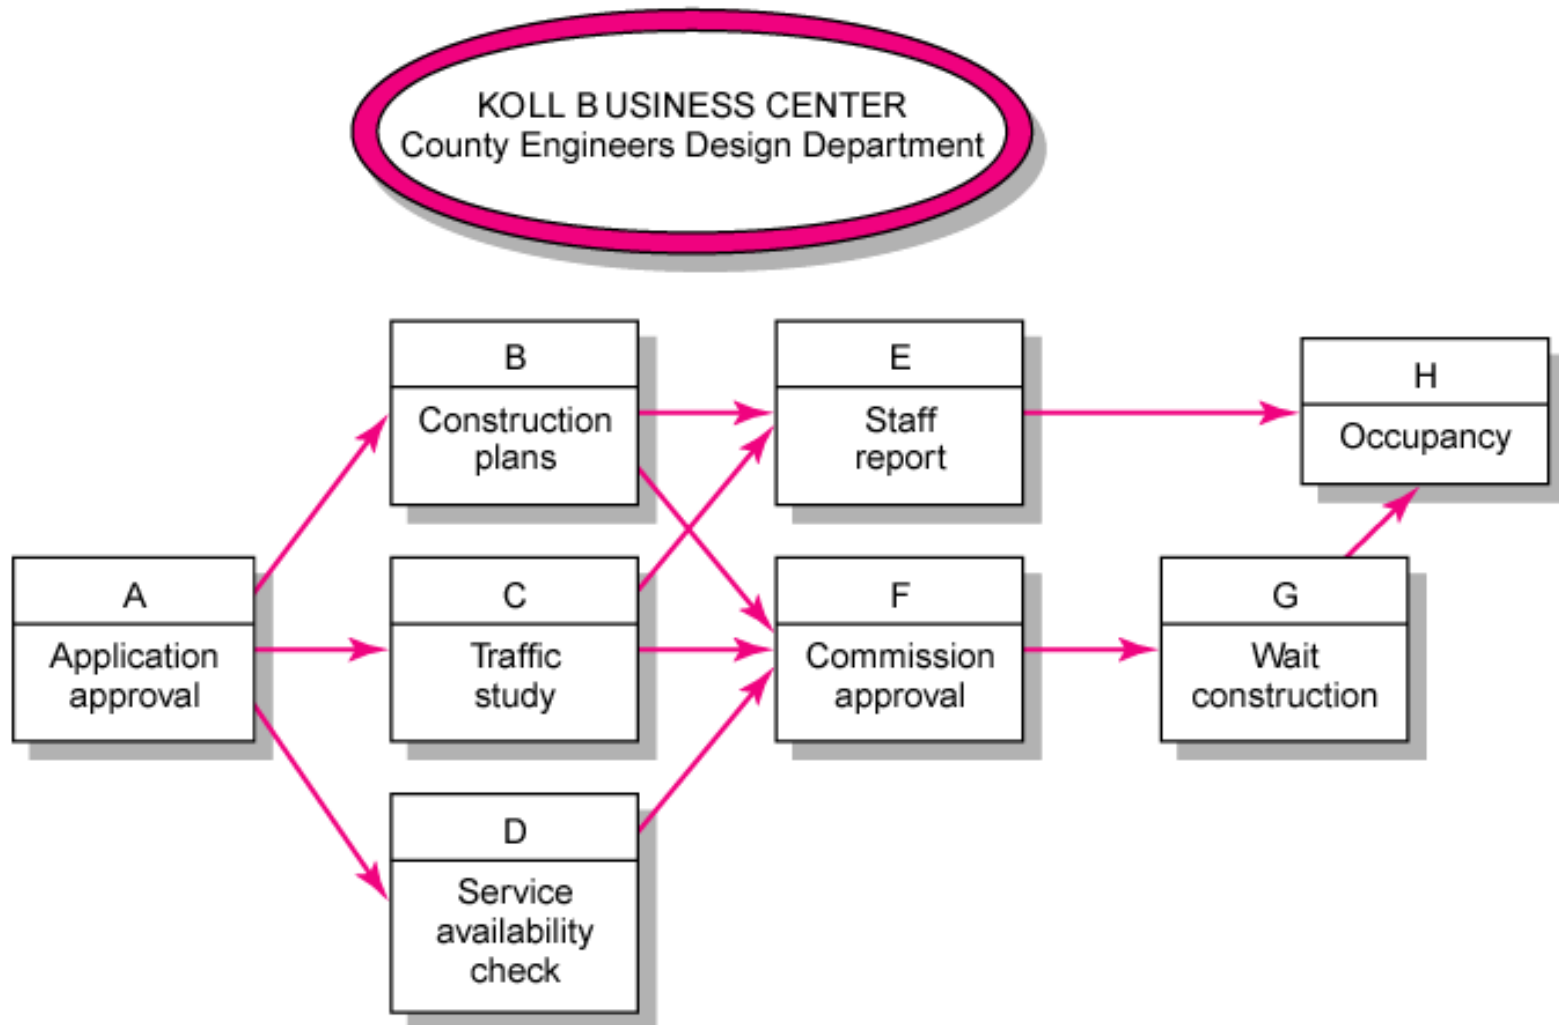 KOLL BUSINESS CENTER
County Engineers Design Department
B
Construction
plans
E
Staff
report
H
Occupancy
A
Application
approval
C
Traffic
study
F
Commission
approval
G
Wait
construction
D
Service
availability
check